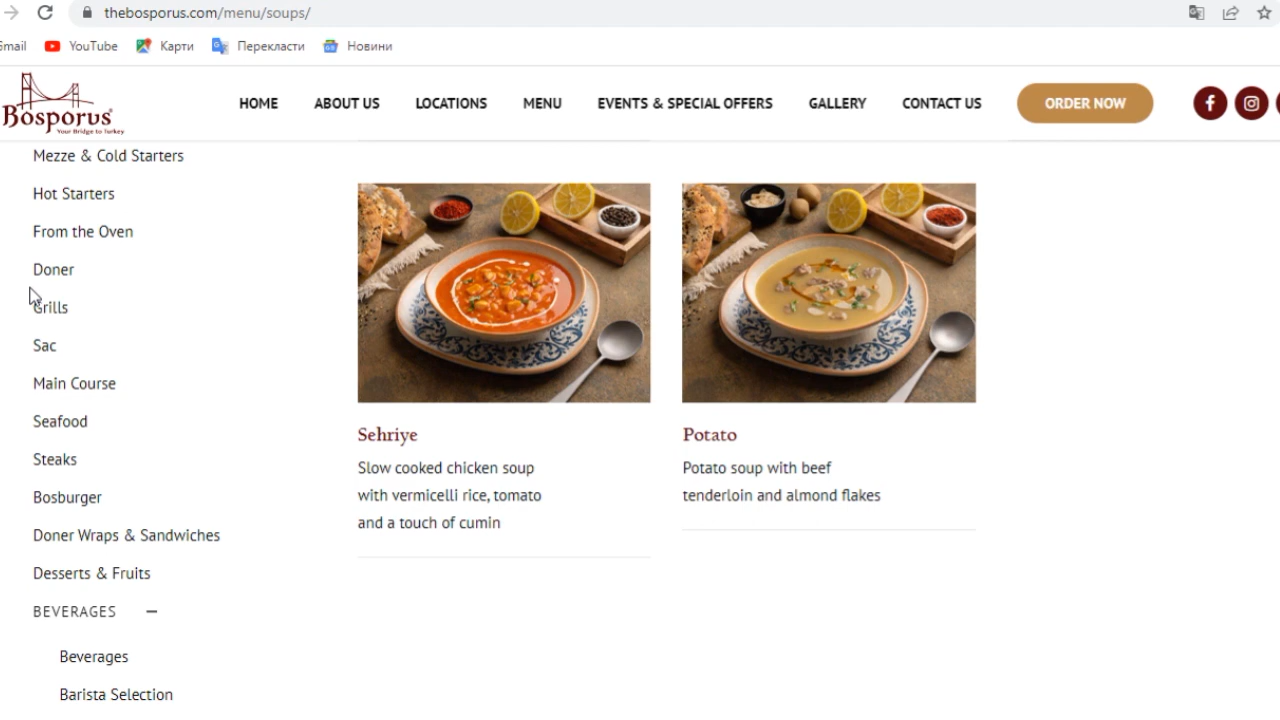 thebosporus.com/menu/soups/
YouTube Карти Перекласти Новини
Bosporus
Your Bridge to Turkey
HOME ABOUT US LOCATIONS MENU EVENTS & SPECIAL OFFERS GALLERY CONTACT US ORDER NOW
Mezze & Cold Starters
Hot Starters
From the Oven
Doner
Grills
Sac
Main Course
Seafood
Steaks
Bosburger
Doner Wraps & Sandwiches
Desserts & Fruits
BEVERAGES
Beverages
Barista Selection
Sehriye
Slow cooked chicken soup
with vermicelli rice, tomato
and a touch of cumin
Potato
Potato soup with beef
tenderloin and almond flakes